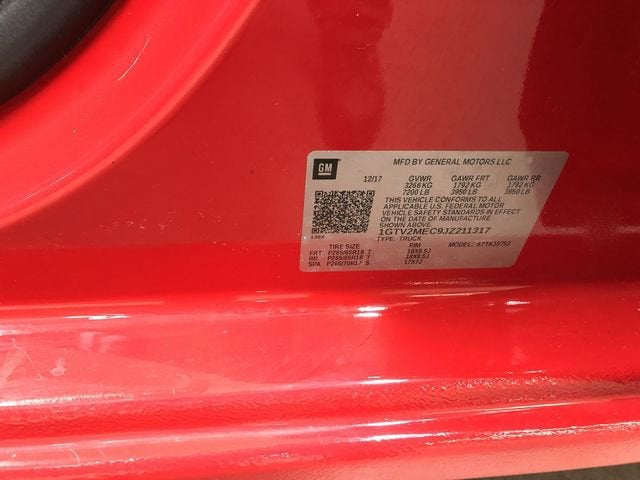 GM
MFD BY GENERAL MOTORS LLC
12/17 GVWR GAWR FRT GAWR RR
3266 KG 1792 KG 1792 KG
7200 LB 3950 LB 3950 LB
THIS VEHICLE CONFORMS TO ALL
APPLICABLE U.S. FEDERAL MOTOR
VEHICLE SAFETY STANDARDS IN EFFECT
ON THE DATE OF MANUFACTURE
SHOWN ABOVE.
1GTV2MEC9JZ211317
TYPE: TRUCK
TIRE SIZE RIM MODEL:
FRT P265/65R18 T 18X8.5J
RR P265/65R18 T 18X8.5J
SPA P265/70R17 S 17X7J